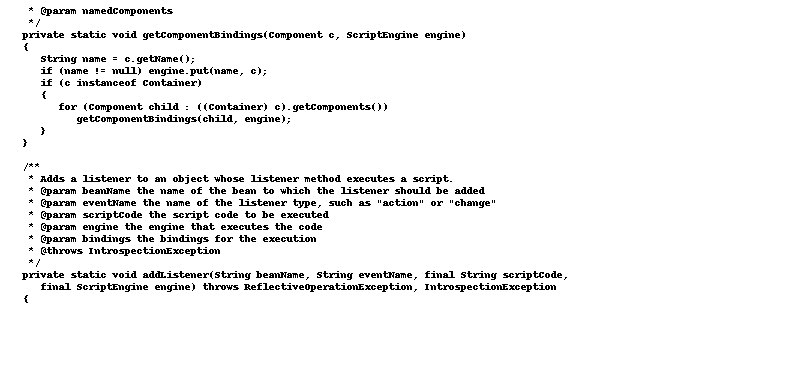 * @param namedComponents
*/
private static void getComponentBindings(Component c, ScriptEngine engine)
{
String name = c.getName();
if (name != null) engine.put(name, c);
if (c instanceof Container)
{
for (Component child : ((Container) c).getComponents())
getComponentBindings(child, engine);
}
}
/**
* Adds a listener to an object whose listener method executes a script.
* @param beanName the name of the bean to which the listener should be added
* @param eventName the name of the listener type, such as "action" or "change"
* @param scriptCode the script code to be executed
* @param engine the engine that executes the code
* @param bindings the bindings for the execution
* @throws IntrospectionException
*/
private static void addListener(String beanName, String eventName, final String scriptCode,
final ScriptEngine engine) throws ReflectiveOperationException, IntrospectionException
{